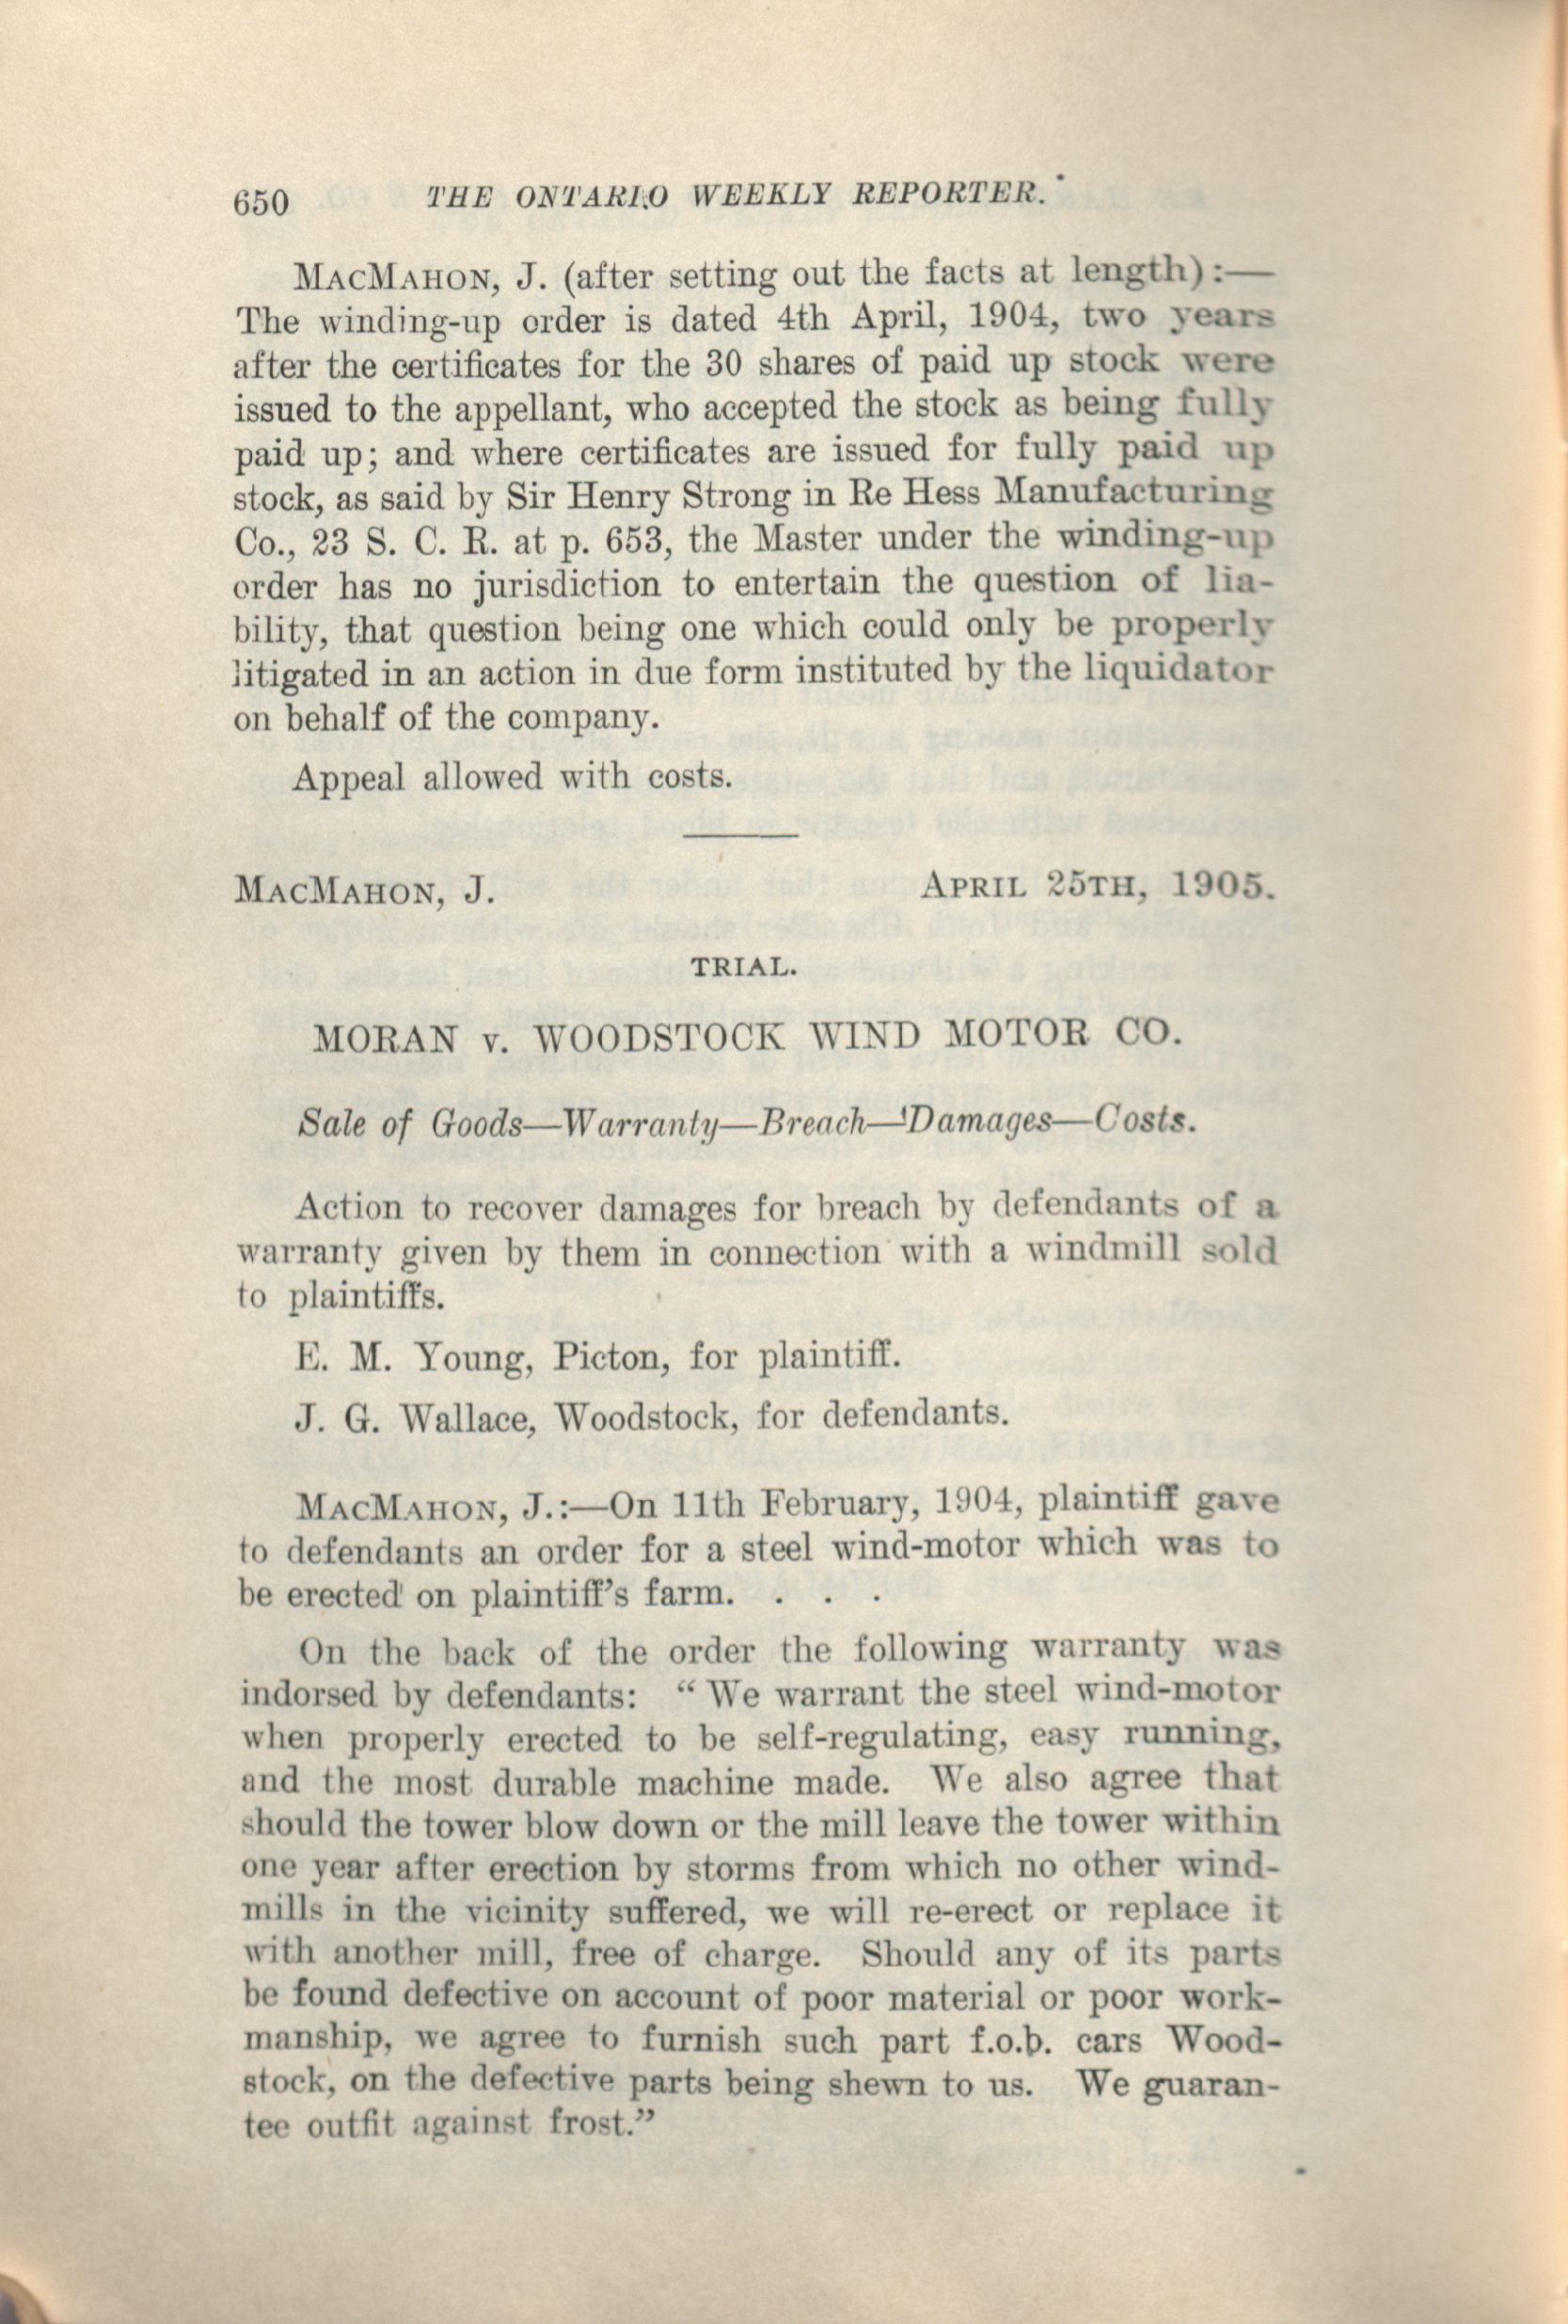 650 THE ONTARIO WEEKLY REPORTER.
MACMAHON, J. (after setting out the facts at length):—
The winding-up order is dated 4th April, 1904, two years
after the certificates for the 30 shares of paid up stock were
issued to the appellant, who accepted the stock as being fully
paid up; and where certificates are issued for fully paid up
stock, as said by Sir Henry Strong in Re Hess Manufacturing
Co., 23 S. C. R. at p. 653, the Master under the winding-up
order has no jurisdiction to entertain the question of lia-
bility, that question being one which could only be properly
litigated in an action in due form instituted by the liquidator
on behalf of the company.
Appeal allowed with costs.
MACMAHON, J. APRIL 25TH, 1905.
TRIAL.
MORAN v. WOODSTOCK WIND MOTOR CO.
Sale of Goods—Warranty—Breach—Damages—Costs.
Action to recover damages for breach by defendants of a
warranty given by them in connection with a windmill sold
to plaintiffs.
E. M. Young, Picton, for plaintiff.
J. G. Wallace, Woodstock, for defendants.
MACMAHON, J.:—On 11th February, 1904, plaintiff gave
to defendants an order for a steel wind-motor which was to
be erected on plaintiff's farm. . . .
On the back of the order the following warranty was
indorsed by defendants: "We warrant the steel wind-motor
when properly erected to be self-regulating, easy running,
and the most durable machine made. We also agree that
should the tower blow down or the mill leave the tower within
one year after erection by storms from which no other wind-
mills in the vicinity suffered, we will re-erect or replace it
with another mill, free of charge. Should any of its parts
be found defective on account of poor material or poor work-
manship, we agree to furnish such part f.o.b. cars Wood-
stock, on the defective parts being shewn to us. We guaran-
tee outfit against frost."